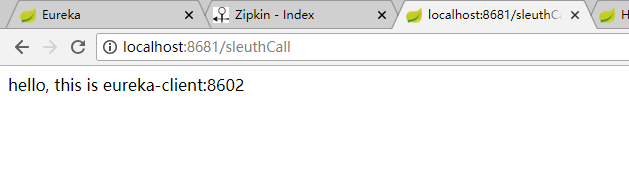 Eureka
Zipkin - Index
localhost:8681/sleuthCa
H
localhost:8681/sleuthCall
hello, this is eureka-client:8602